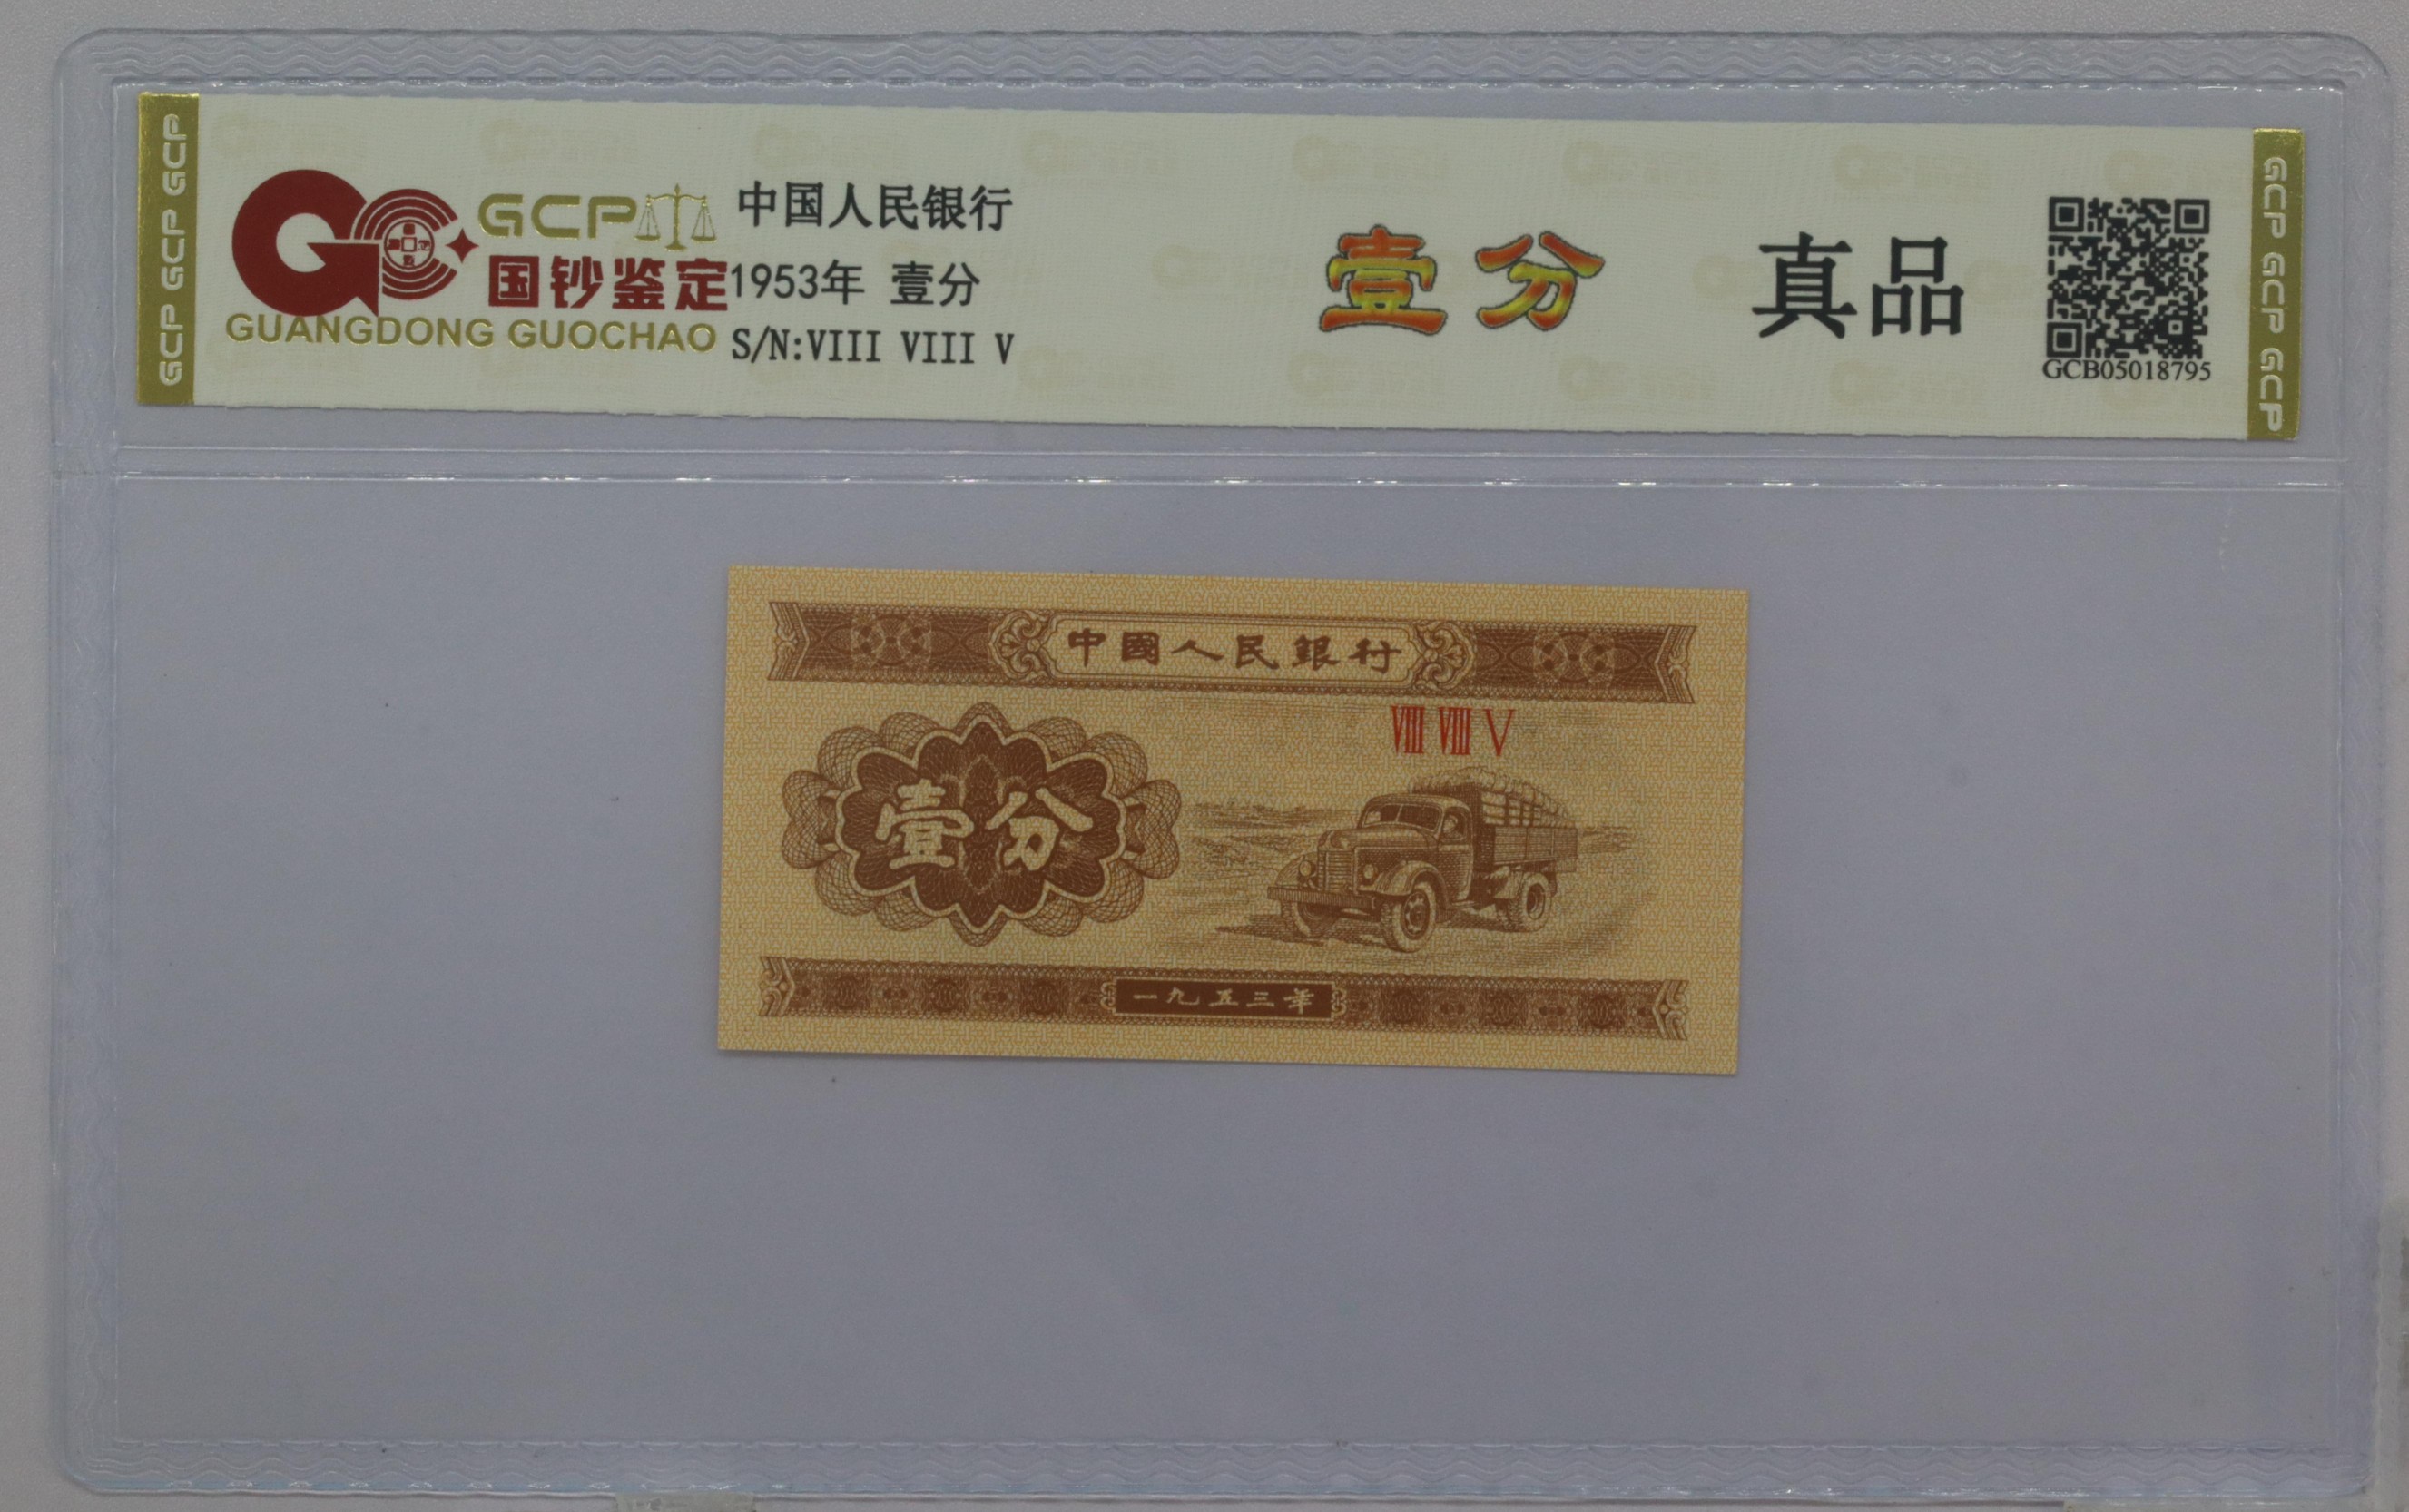 GCP GCP GCP
GCP
国钞鉴定
GUANGDONG GUOCHAO
中国人民银行
1953年 壹分
S/N:VIII VIII V
壹分
真品
GCB05018795
GCP GCP GCP
中國人民銀行
VIII VIII V
壹分
一九五三年